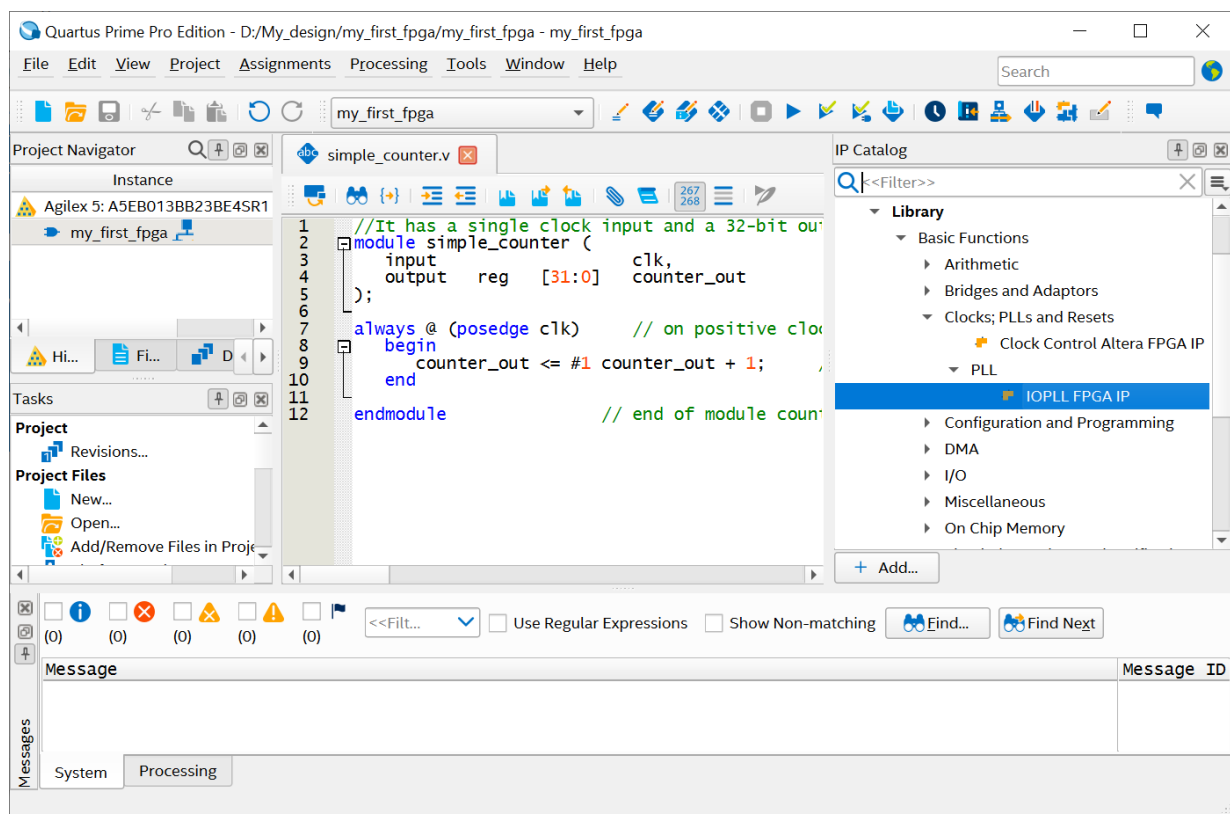 Quartus Prime Pro Edition - D:/My_design/my_first_fpga/my_first_fpga - my_first_fpga
File Edit View Project Assignments Processing Tools Window Help
Search
my_first_fpga
Project Navigator
Instance
Agilex 5: A5EB013BB23BE4SR1
my_first_fpga
Hi...
Fi...
D
Tasks
Project
Revisions...
Project Files
New...
Open...
Add/Remove Files in Proje
abc simple_counter.v
267
268
1 //It has a single clock input and a 32-bit ou
2 module simple_counter (
3 input clk,
4 output reg [31:0] counter_out
5 );
6
7 always @ (posedge clk) // on positive cloc
8 begin
9 counter_out <= #1 counter_out + 1; /
10 end
11
12 endmodule // end of module coun
IP Catalog
<<Filter>>
Library
Basic Functions
Arithmetic
Bridges and Adaptors
Clocks; PLLs and Resets
Clock Control Altera FPGA IP
PLL
IOPLL FPGA IP
Configuration and Programming
DMA
I/O
Miscellaneous
On Chip Memory
+ Add...
(0) (0) (0) (0) (0)
<<Filt...
Use Regular Expressions
Show Non-matching
Find...
Find Next
Message Message ID
Messages
System Processing